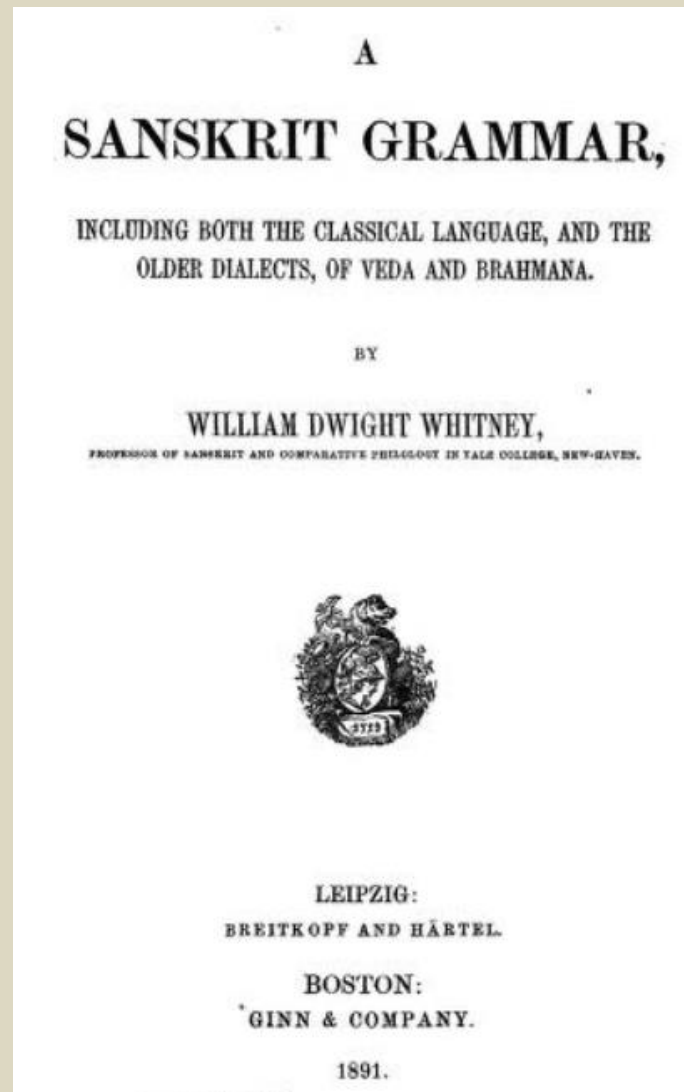 A
SANSKRIT GRAMMAR,
INCLUDING BOTH THE CLASSICAL LANGUAGE, AND THE
OLDER DIALECTS, OF VEDA AND BRAHMANA.
BY
WILLIAM DWIGHT WHITNEY,
PROFESSOR OF SANSKRIT AND COMPARATIVE PHILOLOGY IN YALE COLLEGE, NEW-HAVEN.
LEIPZIG:
BREITKOPF AND HÄRTEL.
BOSTON:
GINN & COMPANY.
1891.